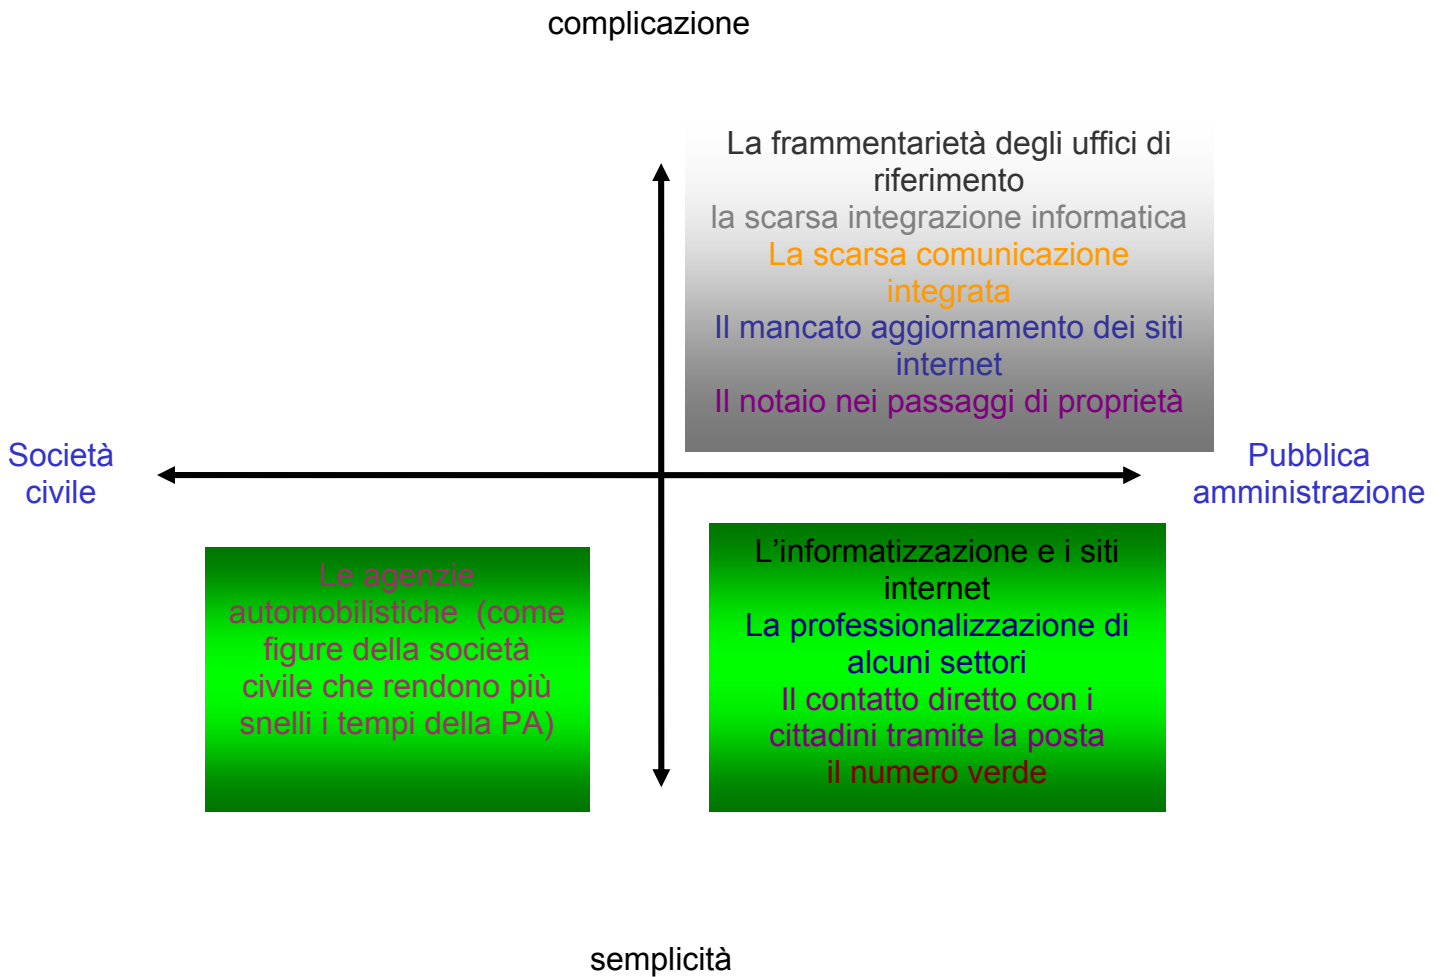 complicazione
La frammentarietà degli uffici di
riferimento
la scarsa integrazione informatica
La scarsa comunicazione
integrata
Il mancato aggiornamento dei siti
internet
Il notaio nei passaggi di proprietà
Società
civile
Pubblica
amministrazione
Le agenzie
automobilistiche (come
figure della società
civile che rendono più
snelli i tempi della PA)
L’informatizzazione e i siti
internet
La professionalizzazione di
alcuni settori
Il contatto diretto con i
cittadini tramite la posta
il numero verde
semplicità